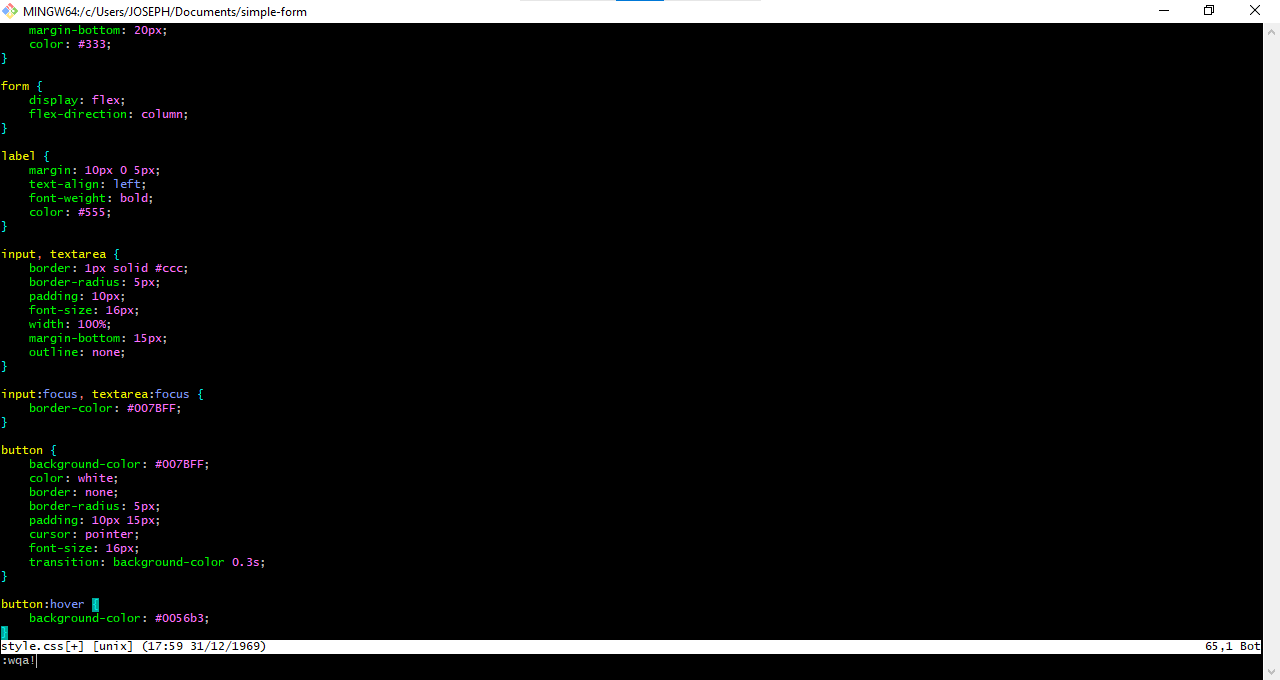 MINGW64:/c/Users/JOSEPH/Documents/simple-form
    margin-bottom: 20px;
    color: #333;
}

form {
    display: flex;
    flex-direction: column;
}

label {
    margin: 10px 0 5px;
    text-align: left;
    font-weight: bold;
    color: #555;
}

input, textarea {
    border: 1px solid #ccc;
    border-radius: 5px;
    padding: 10px;
    font-size: 16px;
    width: 100%;
    margin-bottom: 15px;
    outline: none;
}

input:focus, textarea:focus {
    border-color: #007BFF;
}

button {
    background-color: #007BFF;
    color: white;
    border: none;
    border-radius: 5px;
    padding: 10px 15px;
    cursor: pointer;
    font-size: 16px;
    transition: background-color 0.3s;
}

button:hover {
    background-color: #0056b3;
}
style.css[+] [unix] (17:59 31/12/1969) 65,1 Bot
:wqa!